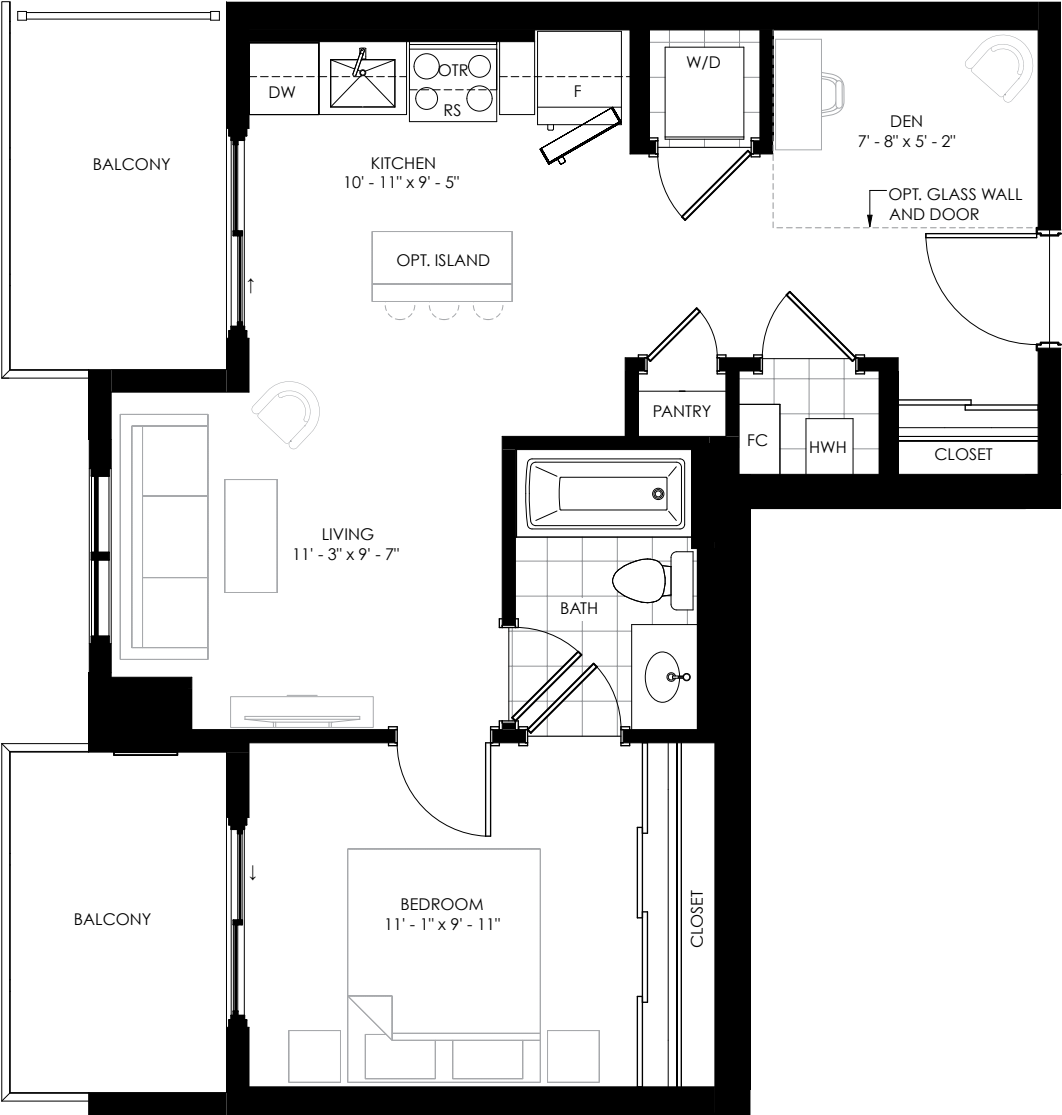 W/D
OTR
DW
F
RS
DEN
7' - 8" x 5' - 2"
BALCONY
KITCHEN
10' - 11" x 9' - 5"
OPT. GLASS WALL
AND DOOR
OPT. ISLAND
PANTRY
FC
HWH
CLOSET
LIVING
11' - 3" x 9' - 7"
BATH
BEDROOM
11' - 1" x 9' - 11"
BALCONY
CLOSET